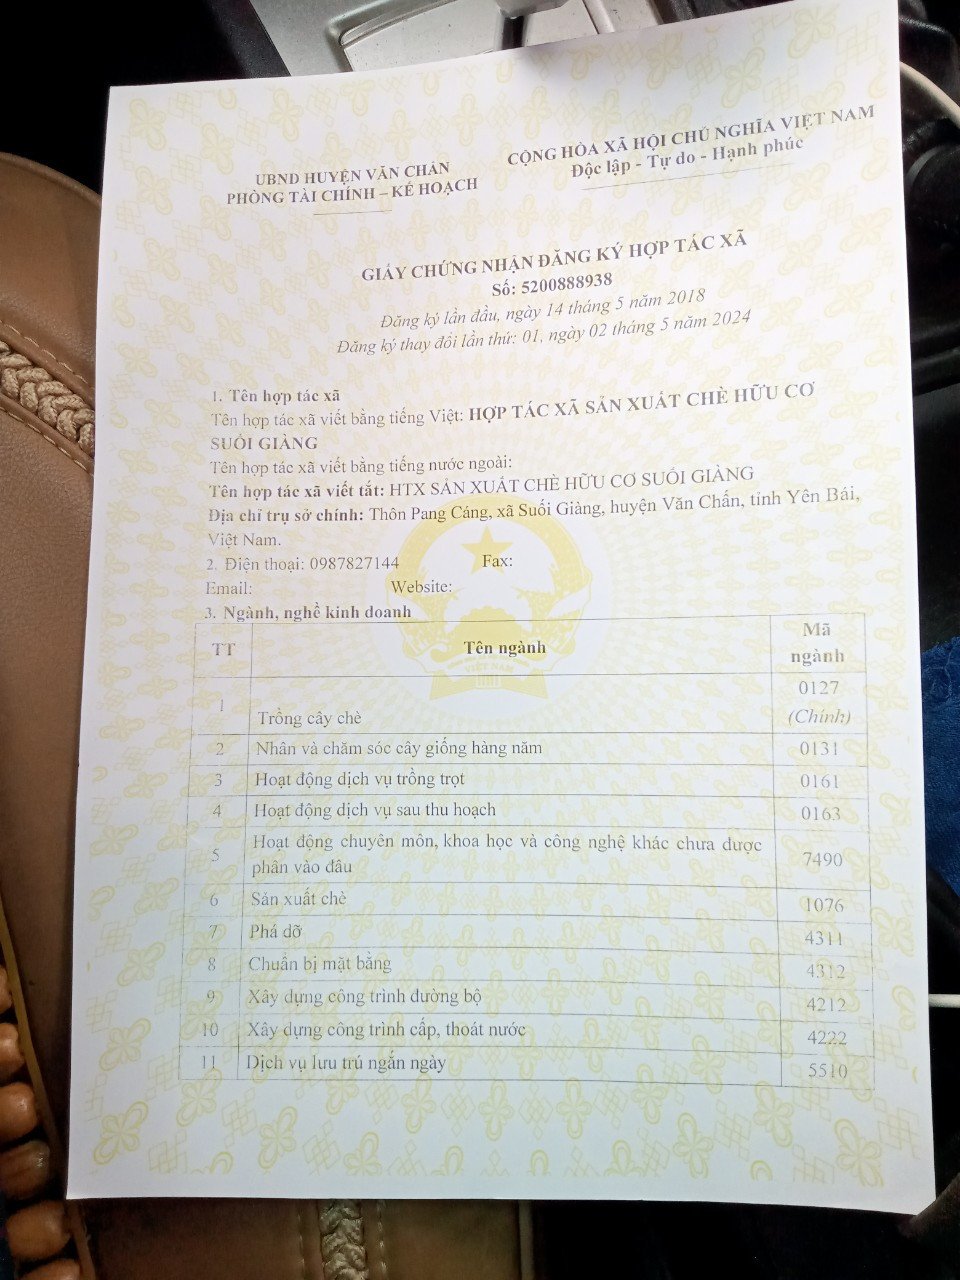 UBND HUYỆN VĂN CHẤN
PHÒNG TÀI CHÍNH – KẾ HOẠCH
CỘNG HÒA XÃ HỘI CHỦ NGHĨA VIỆT NAM
Độc lập - Tự do - Hạnh phúc
GIẤY CHỨNG NHẬN ĐĂNG KÝ HỢP TÁC XÃ
Số: 5200888938
Đăng ký lần đầu, ngày 14 tháng 5 năm 2018
Đăng ký thay đổi lần thứ: 01, ngày 02 tháng 5 năm 2024
1. Tên hợp tác xã
Tên hợp tác xã viết bằng tiếng Việt: HỢP TÁC XÃ SẢN XUẤT CHÈ HỮU CƠ
SUỐI GIÀNG
Tên hợp tác xã viết bằng tiếng nước ngoài:
Tên hợp tác xã viết tắt: HTX SẢN XUẤT CHÈ HỮU CƠ SUỐI GIÀNG
Địa chỉ trụ sở chính: Thôn Pang Cáng, xã Suối Giàng, huyện Văn Chấn, tỉnh Yên Bái,
Việt Nam.
2. Điện thoại: 0987827144 Fax:
Email: Website:
3. Ngành, nghề kinh doanh
TT Tên ngành Mã ngành
1 Trồng cây chè 0127 (Chính)
2 Nhân và chăm sóc cây giống hàng năm 0131
3 Hoạt động dịch vụ trồng trọt 0161
4 Hoạt động dịch vụ sau thu hoạch 0163
5 Hoạt động chuyên môn, khoa học và công nghệ khác chưa được
phân vào đâu 7490
6 Sản xuất chè 1076
7 Phá dỡ 4311
8 Chuẩn bị mặt bằng 4312
9 Xây dựng công trình đường bộ 4212
10 Xây dựng công trình cấp, thoát nước 4222
11 Dịch vụ lưu trú ngắn ngày 5510
VIỆT NAM